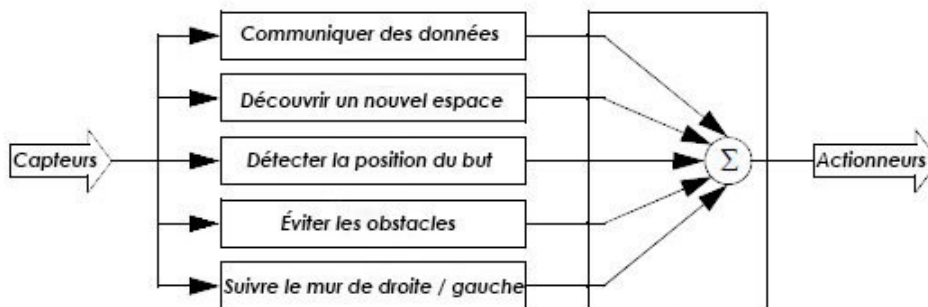 Communiquer des données
Découvrir un nouvel espace
Capteurs
Détecter la position du but
Σ
Actionneurs
Éviter les obstacles
Suivre le mur de droite / gauche